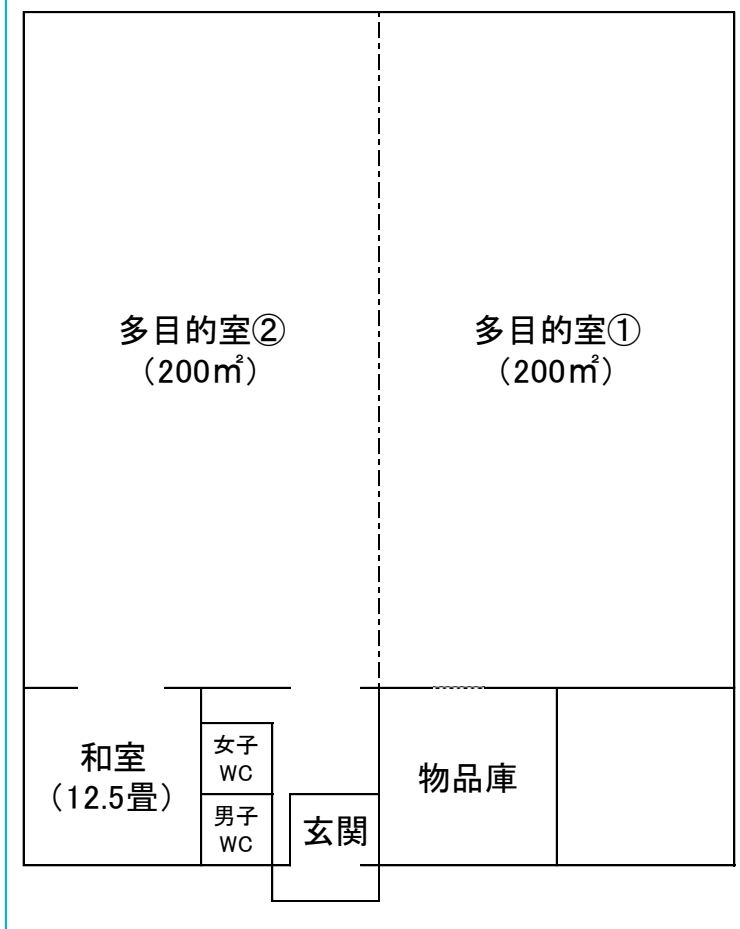 多目的室②
（200㎡）
多目的室①
（200㎡）
和室
（12.5畳）
女子
WC
男子
WC
玄関
物品庫